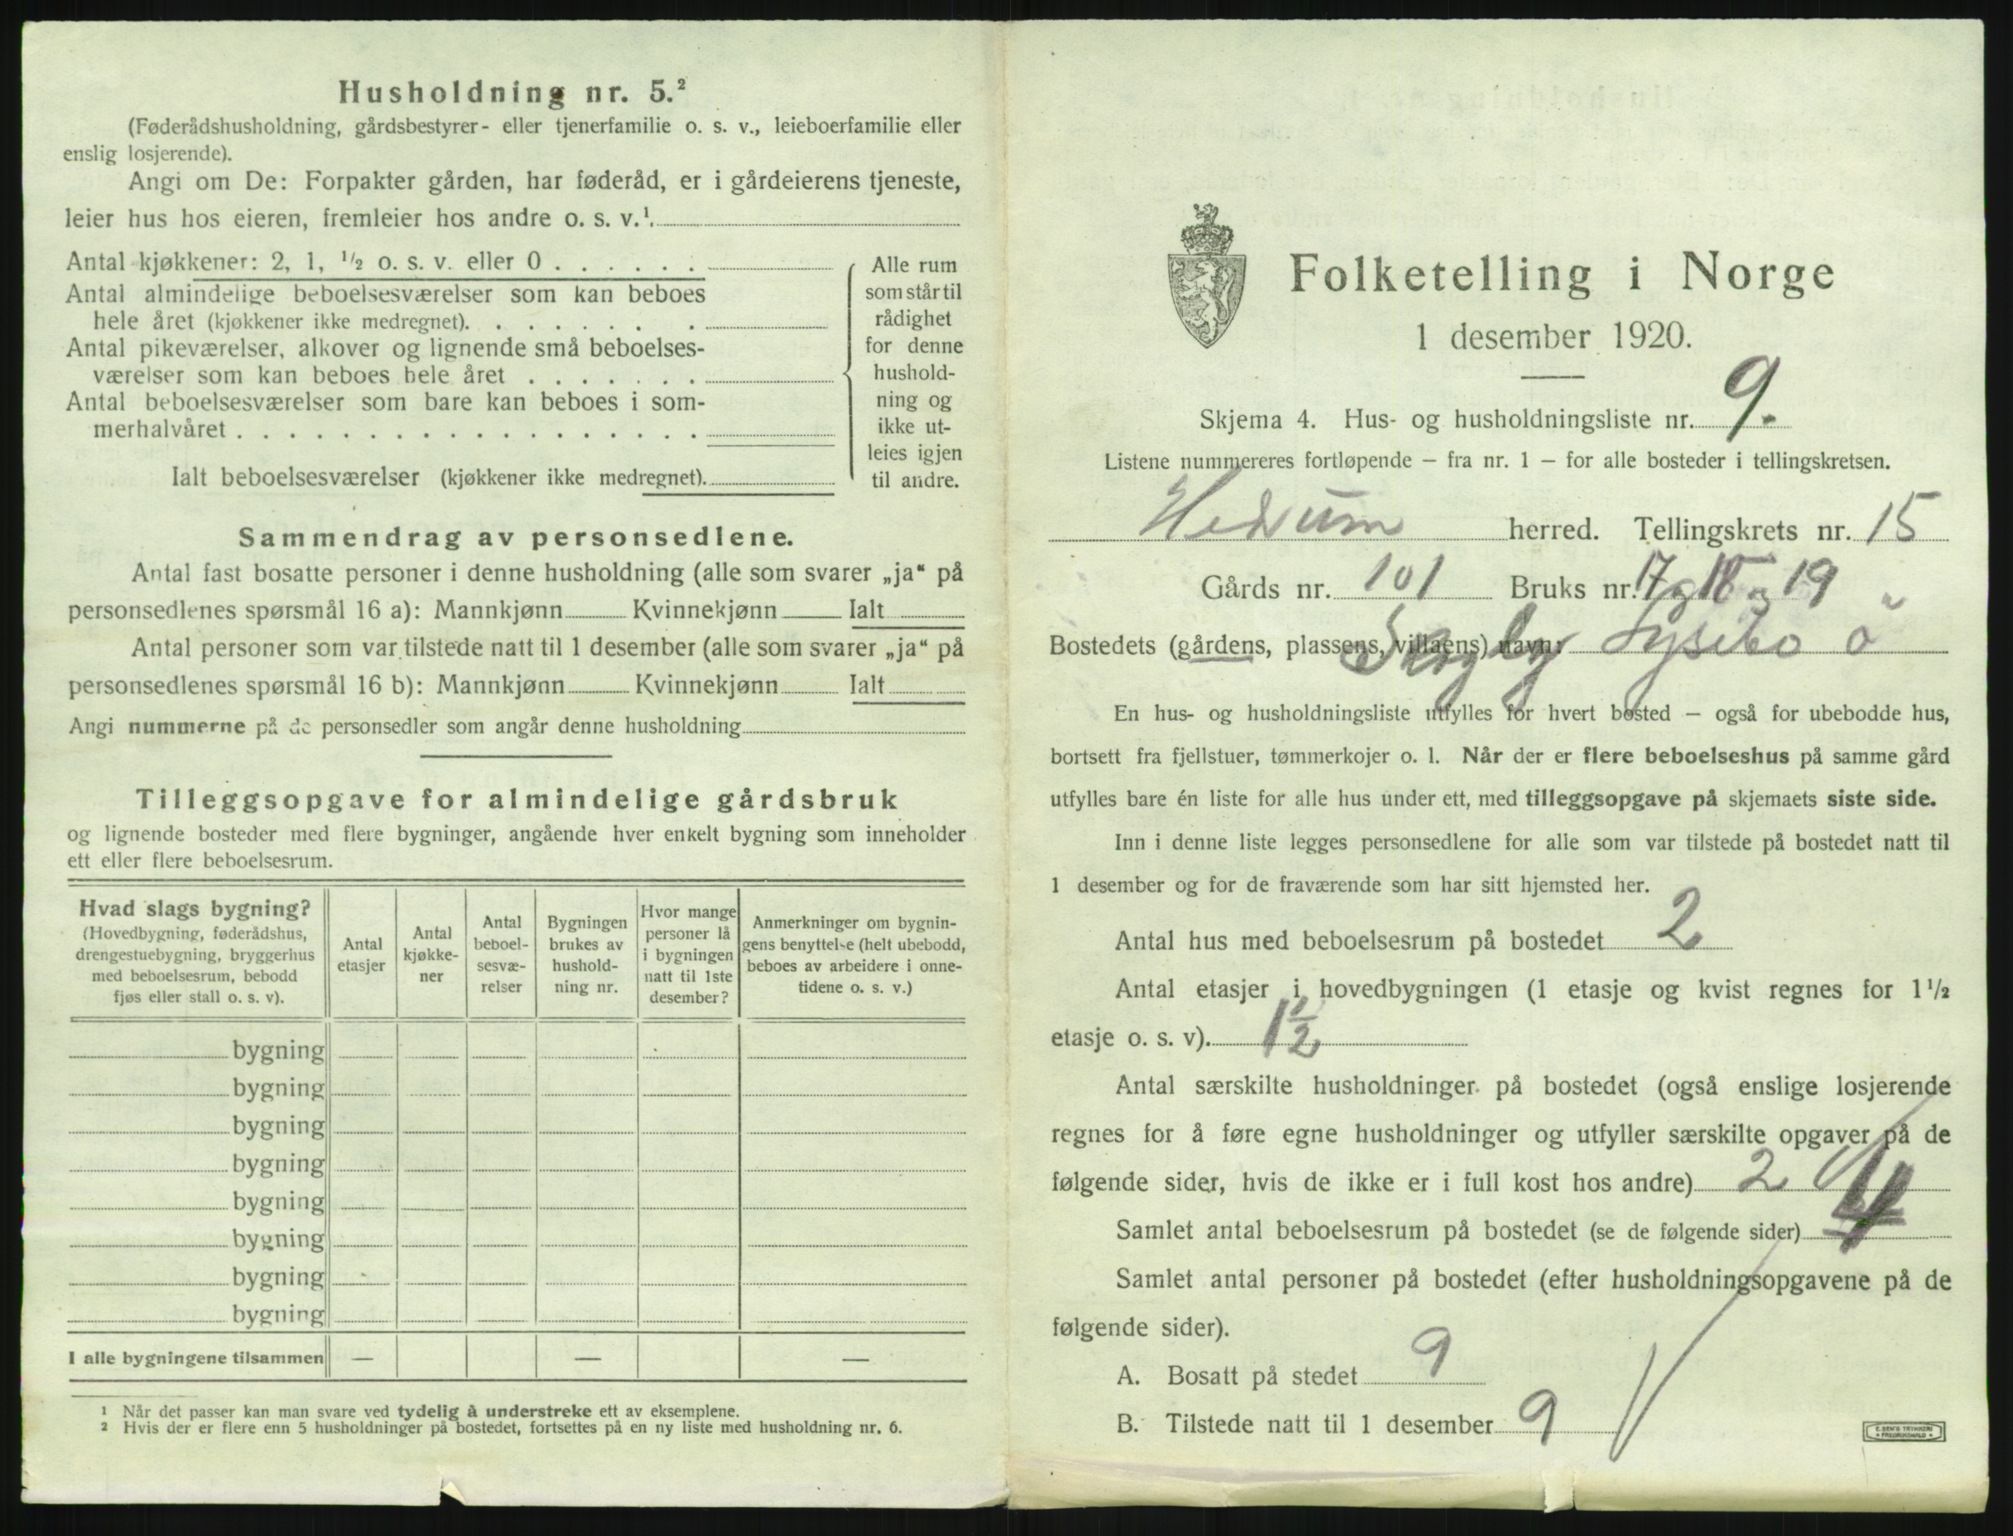 Husholdning nr. 5.²
(Føderådshusholdning, gårdsbestyrer- eller tjenerfamilie o. s. v., leieboerfamilie eller
enslig losjerende).
Angi om De: Forpakter gården, har føderåd, er i gårdeierens tjeneste,
leier hus hos eieren, fremleier hos andre o. s. v.¹.
Antal kjøkkener: 2, 1, ½ o. s. v. eller 0 . . . . . .
Antal almindelige beboelsesværelser som kan beboes
hele året (kjøkkener ikke medregnet). . . . . . . . .
Antal pikeværelser, alkover og lignende små beboelses-
værelser som kan beboes hele året . . . . . . .
Antal beboelsesværelser som bare kan beboes i som-
merhalvåret . . . . . . . . . . . . . . . . . .
Ialt beboelsesværelser (kjøkkener ikke medregnet).
Alle rum
som står til
rådighet
for denne
hushold-
ning og
ikke ut-
leies igjen
til andre.
Sammendrag av personsedlene.
Antal fast bosatte personer i denne husholdning (alle som svarer „ja“ på
personsedlenes spørsmål 16 a): Mannkjønn Kvinnekjønn Ialt
Antal personer som var tilstede natt til 1 desember (alle som svarer „ja“ på
personsedlenes spørsmål 16 b): Mannkjønn Kvinnekjønn Ialt
Angi nummerne på de personsedler som angår denne husholdning
Tilleggsopgave for almindelige gårdsbruk
og lignende bosteder med flere bygninger, angående hver enkelt bygning som inneholder
ett eller flere beboelsesrum.
Hvad slags bygning?
(Hovedbygning, føderådshus,
drengestuebygning, bryggerhus
med beboelsesrum, bebodd
fjøs eller stall o. s. v).
Antal
etasjer
Antal
kjøkke-
ner
Antal
beboel-
sesvæ-
relser
Bygningen
brukes av
hushold-
ning nr.
Hvor mange
personer lå
i bygningen
natt til 1ste
desember?
Anmerkninger om bygnin-
gens benyttelse (helt ubebodd,
beboes av arbeidere i onne-
tidene o. s. v.)
bygning
bygning
bygning
bygning
bygning
bygning
bygning
bygning
I alle bygningene tilsammen — — —
¹ Når det passer kan man svare ved tydelig å understreke ett av eksemplene.
² Hvis der er flere enn 5 husholdninger på bostedet, fortsettes på en ny liste med husholdning nr. 6.
Folketelling i Norge
1 desember 1920.
Skjema 4. Hus- og husholdningsliste nr. 9.
Listene nummereres fortløpende – fra nr. 1 – for alle bosteder i tellingskretsen.
Hedrum herred. Tellingskrets nr. 15
Gårds nr. 101 Bruks nr. 17 og 18 og 19
Bostedets (gårdens, plassens, villaens) navn: Lysebo
En hus- og husholdningsliste utfylles for hvert bosted – også for ubebodde hus,
bortsett fra fjellstuer, tømmerkojer o. l. Når der er flere beboelseshus på samme gård
utfylles bare én liste for alle hus under ett, med tilleggsopgave på skjemaets siste side.
Inn i denne liste legges personsedlene for alle som var tilstede på bostedet natt til
1 desember og for de fraværende som har sitt hjemsted her.
Antal hus med beboelsesrum på bostedet 2
Antal etasjer i hovedbygningen (1 etasje og kvist regnes for 1½
etasje o. s. v). 1½
Antal særskilte husholdninger på bostedet (også enslige losjerende
regnes for å føre egne husholdninger og utfyller særskilte opgaver på de
følgende sider, hvis de ikke er i full kost hos andre) 2
Samlet antal beboelsesrum på bostedet (se de følgende sider)
Samlet antal personer på bostedet (efter husholdningsopgavene på de
følgende sider).
A. Bosatt på stedet 9
B. Tilstede natt til 1 desember 9